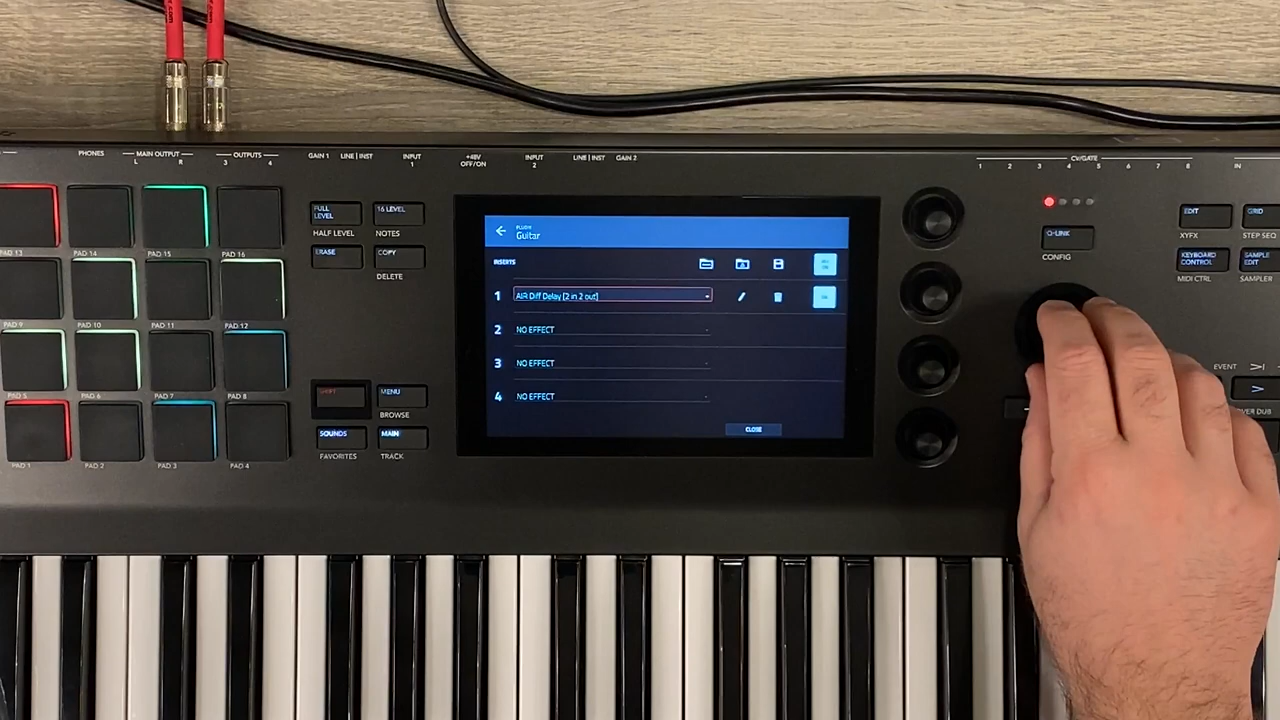 PHONES
MAIN OUTPUT
L R
OUTPUTS
3 4
GAIN 1
LINE | INST
INPUT
1
+48V
ON/OFF
INPUT
2
LINE | INST
GAIN 2
CV/GATE
1 2 3 4 5 6 7 8
IN
FULL
LEVEL
HALF LEVEL
16 LEVEL
NOTES
ERASE
COPY
DELETE
PLUGIN
Guitar
INSERTS
1 AIR Diff Delay [2 in 2 out]
2 NO EFFECT
3 NO EFFECT
4 NO EFFECT
CLOSE
Q-LINK
CONFIG
EDIT
XYFX
GRID
STEP SEQ
KEYBOARD
CONTROL
MIDI CTRL
SAMPLE
EDIT
SAMPLER
EVENT
OVER DUB
PAD 13 PAD 14 PAD 15 PAD 16
PAD 9 PAD 10 PAD 11 PAD 12
PAD 5 PAD 6 PAD 7 PAD 8
PAD 1 PAD 2 PAD 3 PAD 4
SHIFT
MENU
BROWSE
SOUNDS
FAVORITES
MAIN
TRACK